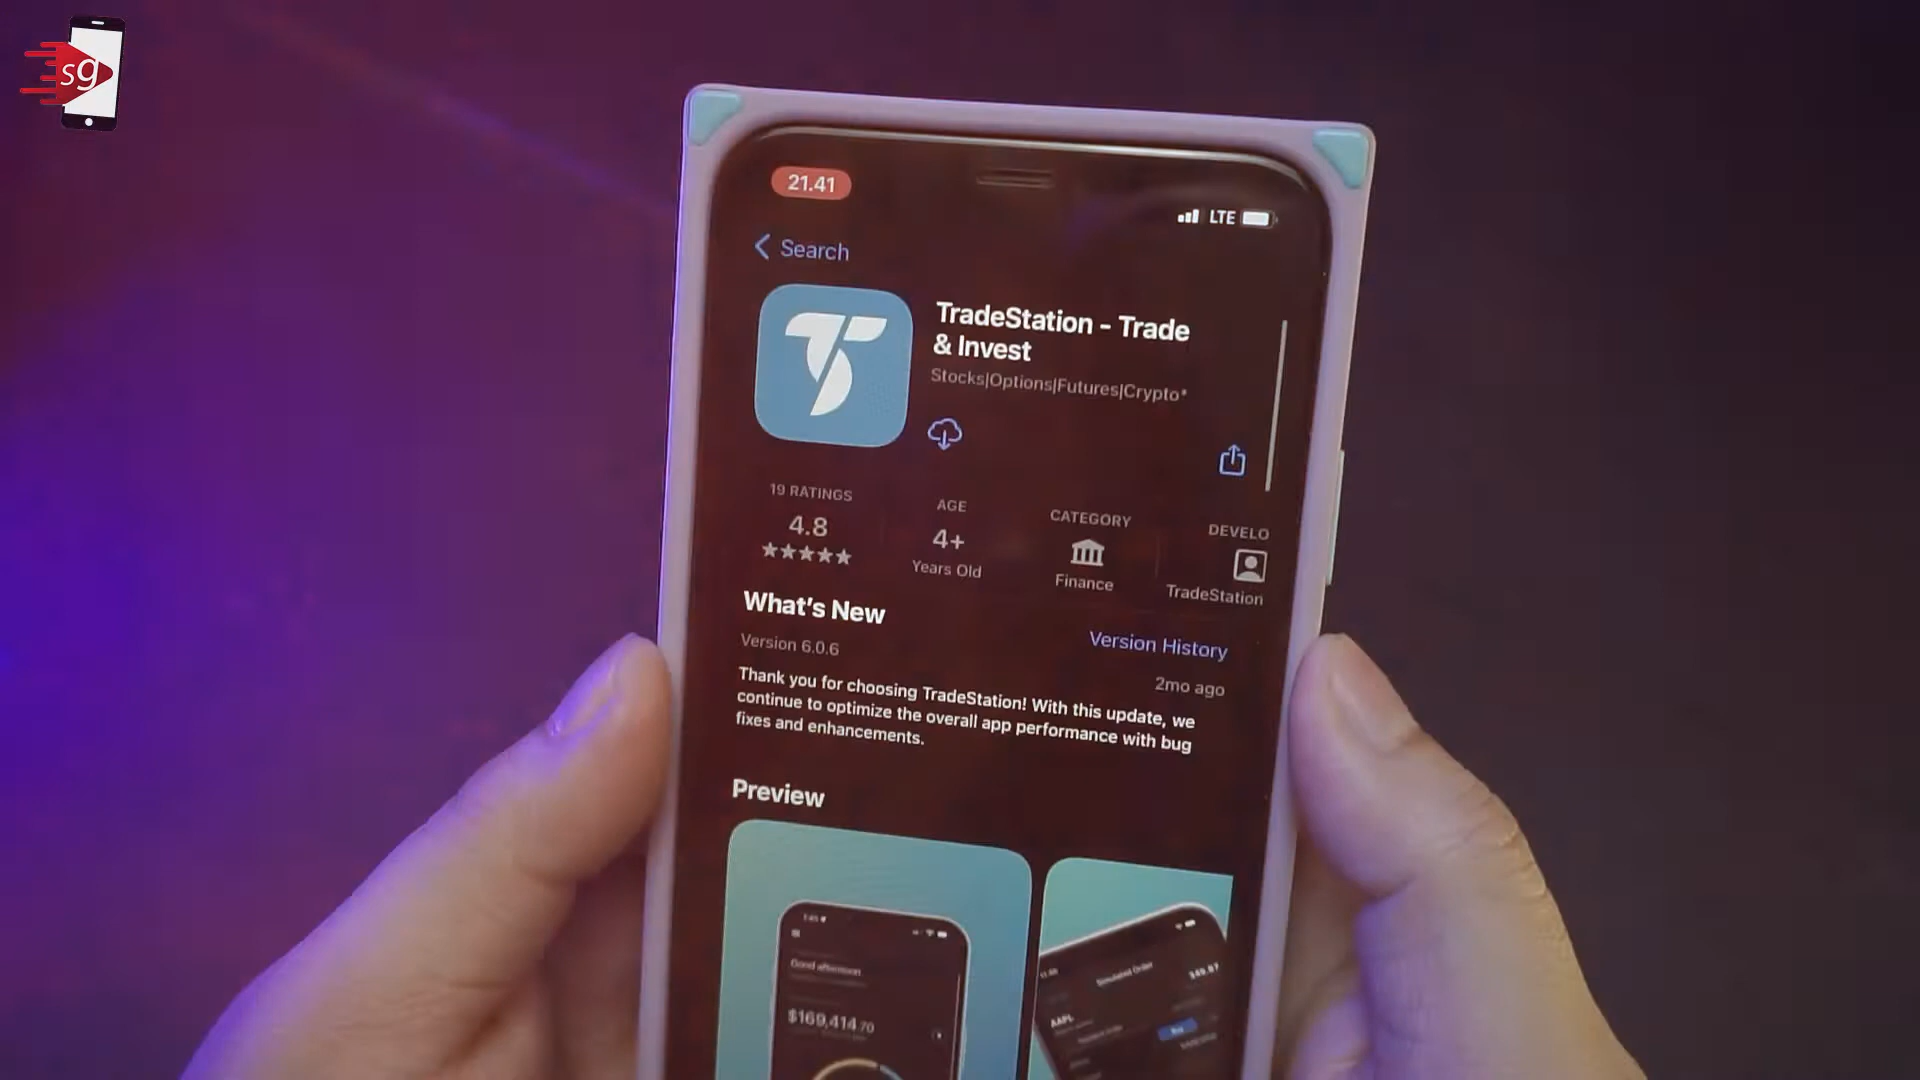 sg
21.41
LTE
Search
TradeStation - Trade
& Invest
Stocks|Options|Futures|Crypto*
19 RATINGS
4.8
AGE
4+
Years Old
CATEGORY
Finance
DEVELO
TradeStation
What's New
Version History
Version 6.0.6
2mo ago
Thank you for choosing TradeStation! With this update, we
continue to optimize the overall app performance with bug
fixes and enhancements.
Preview
Good afternoon
$169,414.70
Simulated Order
AAPL
Buy